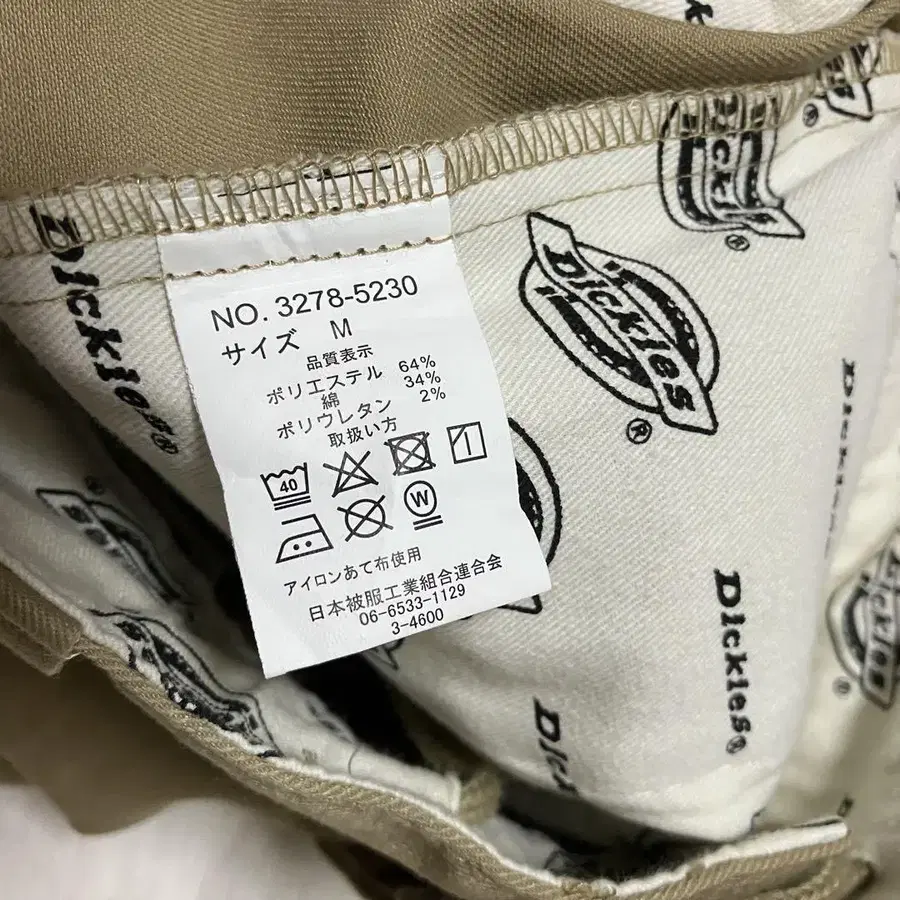 NO. 3278-5230
サイズ M
品質表示
ポリエステル 64%
綿 34%
ポリウレタン 2%
取扱い方
40
W
アイロンあて布使用
日本被服工業組合連合会
06-6533-1129
3-4600
Dickies®
Dickies®
Dickies®
Dickies
Dickies®
Dickies